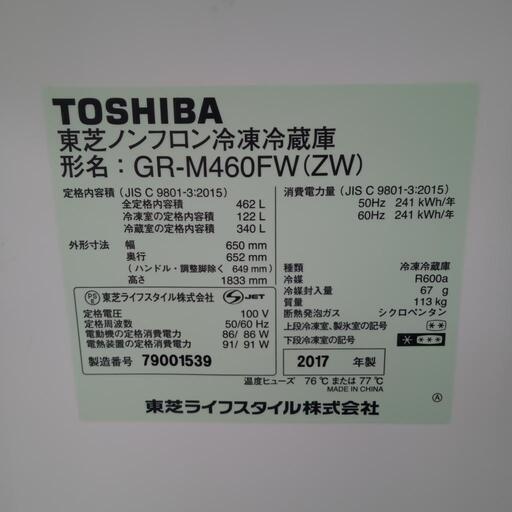 TOSHIBA
東芝ノンフロン冷凍冷蔵庫
形名：GR-M460FW(ZW)
定格内容積（JIS C 9801-3:2015）
全定格内容積 462 L
冷凍室の定格内容積 122 L
冷蔵室の定格内容積 340 L
外形寸法 幅 650 mm
奥行 652 mm
（ハンドル・調整脚除く 649 mm）
高さ 1833 mm
消費電力量（JIS C 9801-3:2015）
50Hz 241 kWh/年
60Hz 241 kWh/年
種類 冷凍冷蔵庫
冷媒 R600a
冷媒封入量 67 g
質量 113 kg
断熱発泡ガス シクロペンタン
上段冷凍室、製氷室の記号 **
下段冷凍室の記号 * ***
PS E 東芝ライフスタイル株式会社 S JET
定格電圧 100 V
定格周波数 50/60 Hz
電動機の定格消費電力 86/ 86 W
電熱装置の定格消費電力 91/ 91 W
製造番号 79001539
2017 年製
温度ヒューズ 76℃ または 77℃
MADE IN CHINA
東芝ライフスタイル株式会社
Ⓐ